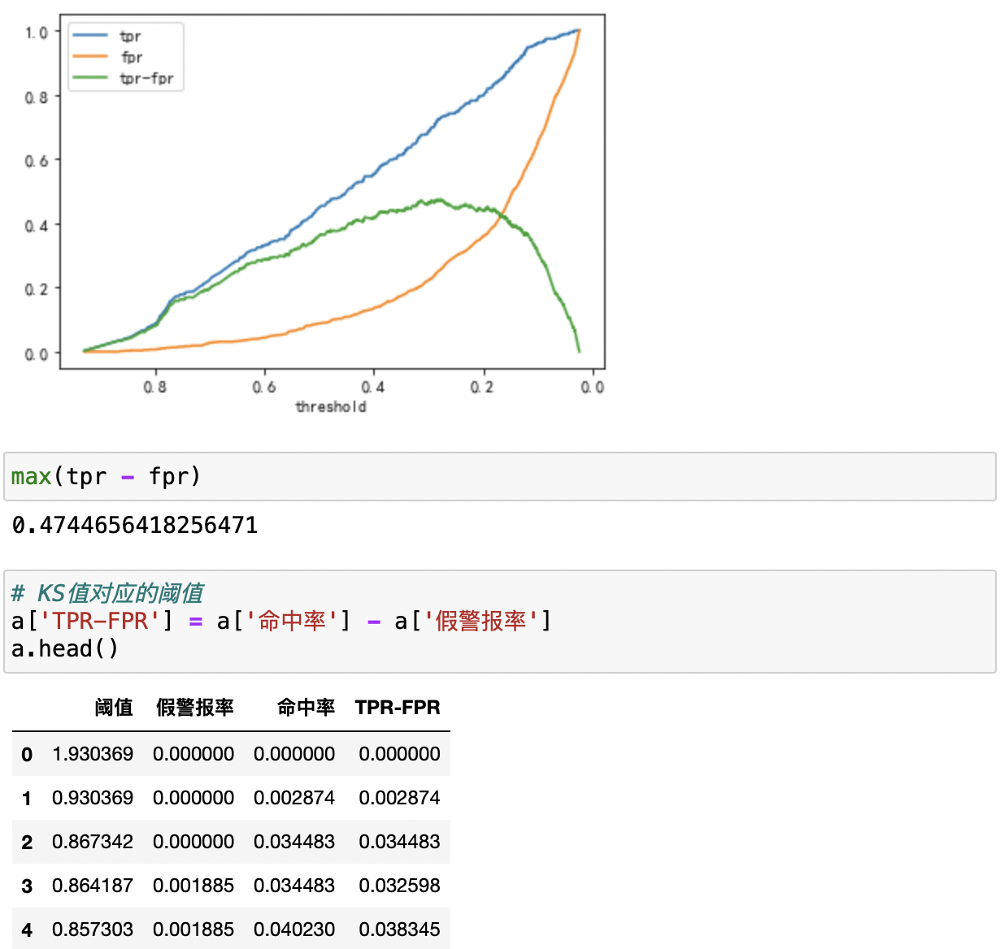 1.0
0.8
0.6
0.4
0.2
0.0
tpr
fpr
tpr-fpr
0.8 0.6 0.4 0.2 0.0
threshold
max(tpr - fpr)
0.4744656418256471
# KS值对应的阈值
a['TPR-FPR'] = a['命中率'] - a['假警报率']
a.head()
阈值 假警报率 命中率 TPR-FPR
0 1.930369 0.000000 0.000000 0.000000
1 0.930369 0.000000 0.002874 0.002874
2 0.867342 0.000000 0.034483 0.034483
3 0.864187 0.001885 0.034483 0.032598
4 0.857303 0.001885 0.040230 0.038345